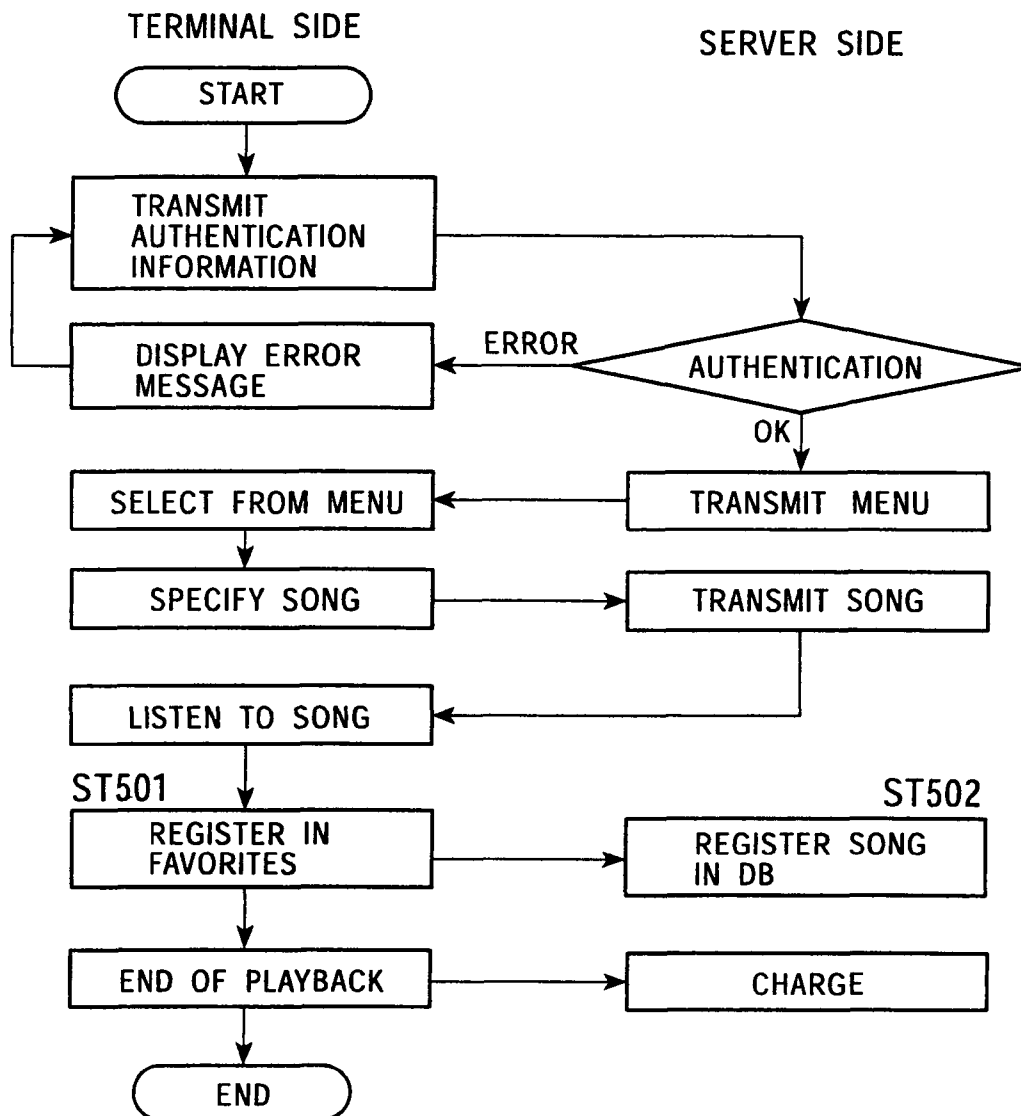 TERMINAL SIDE
SERVER SIDE
START
TRANSMIT
AUTHENTICATION
INFORMATION
DISPLAY ERROR
MESSAGE
ERROR
AUTHENTICATION
OK
SELECT FROM MENU
TRANSMIT MENU
SPECIFY SONG
TRANSMIT SONG
LISTEN TO SONG
ST501
ST502
REGISTER IN
FAVORITES
REGISTER SONG
IN DB
END OF PLAYBACK
CHARGE
END